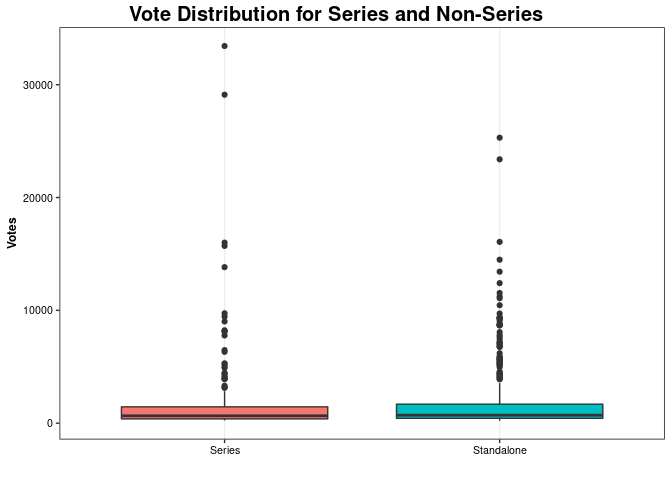 Vote Distribution for Series and Non-Series
Votes
30000
20000
10000
0
Series
Standalone